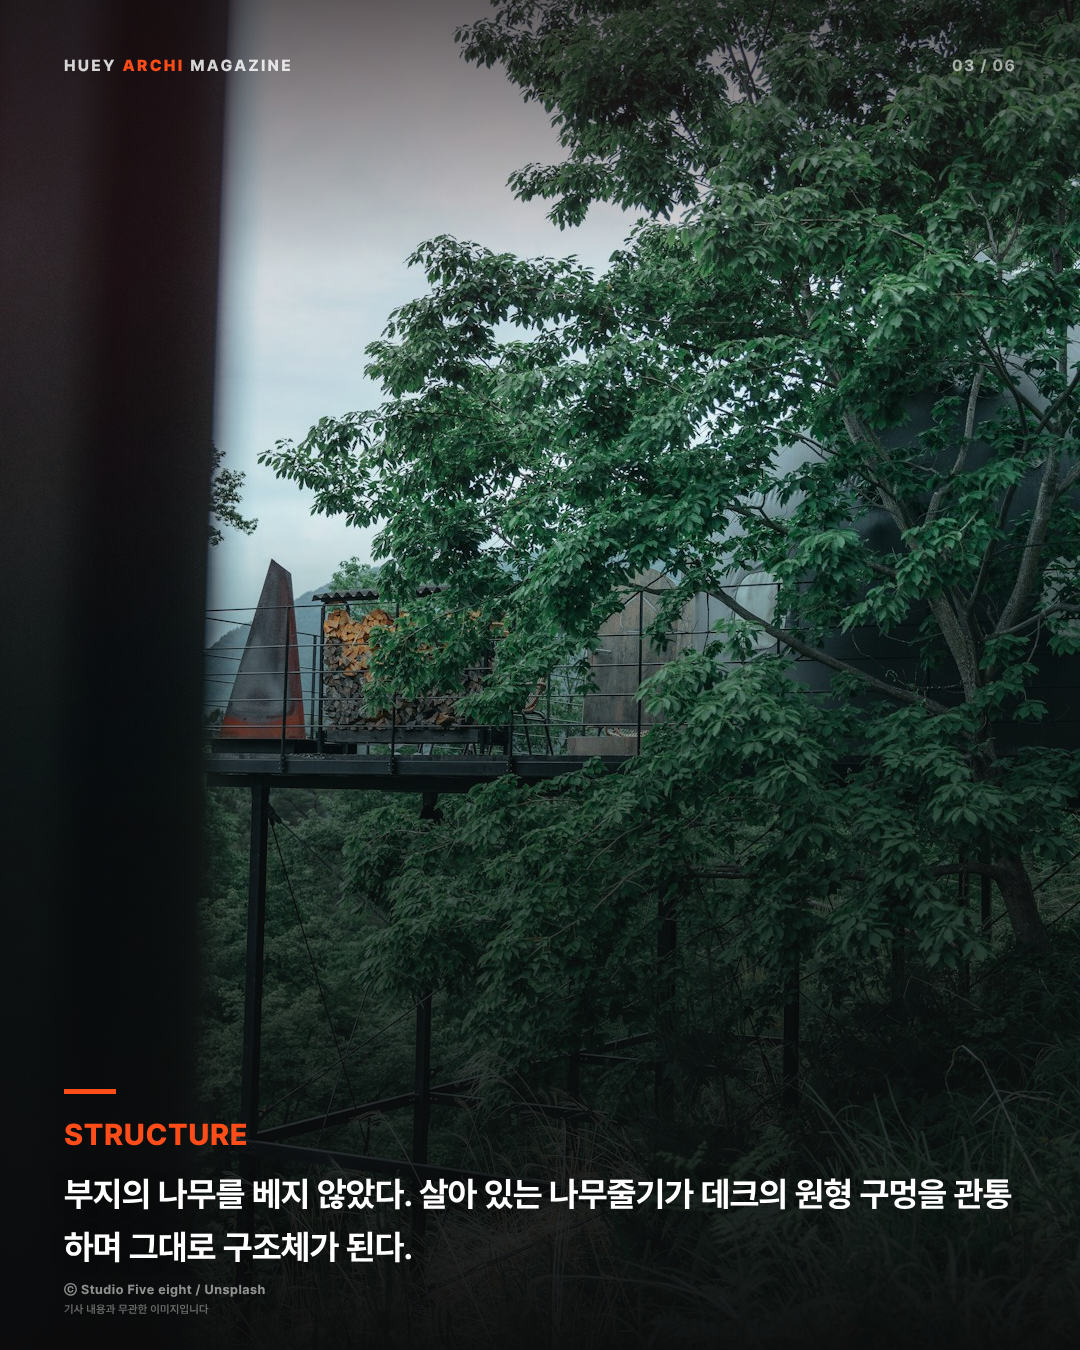 HUEY ARCHI MAGAZINE
03 / 06
STRUCTURE
부지의 나무를 베지 않았다. 살아 있는 나무줄기가 데크의 원형 구멍을 관통
하며 그대로 구조체가 된다.
© Studio Five eight / Unsplash
기사 내용과 무관한 이미지입니다